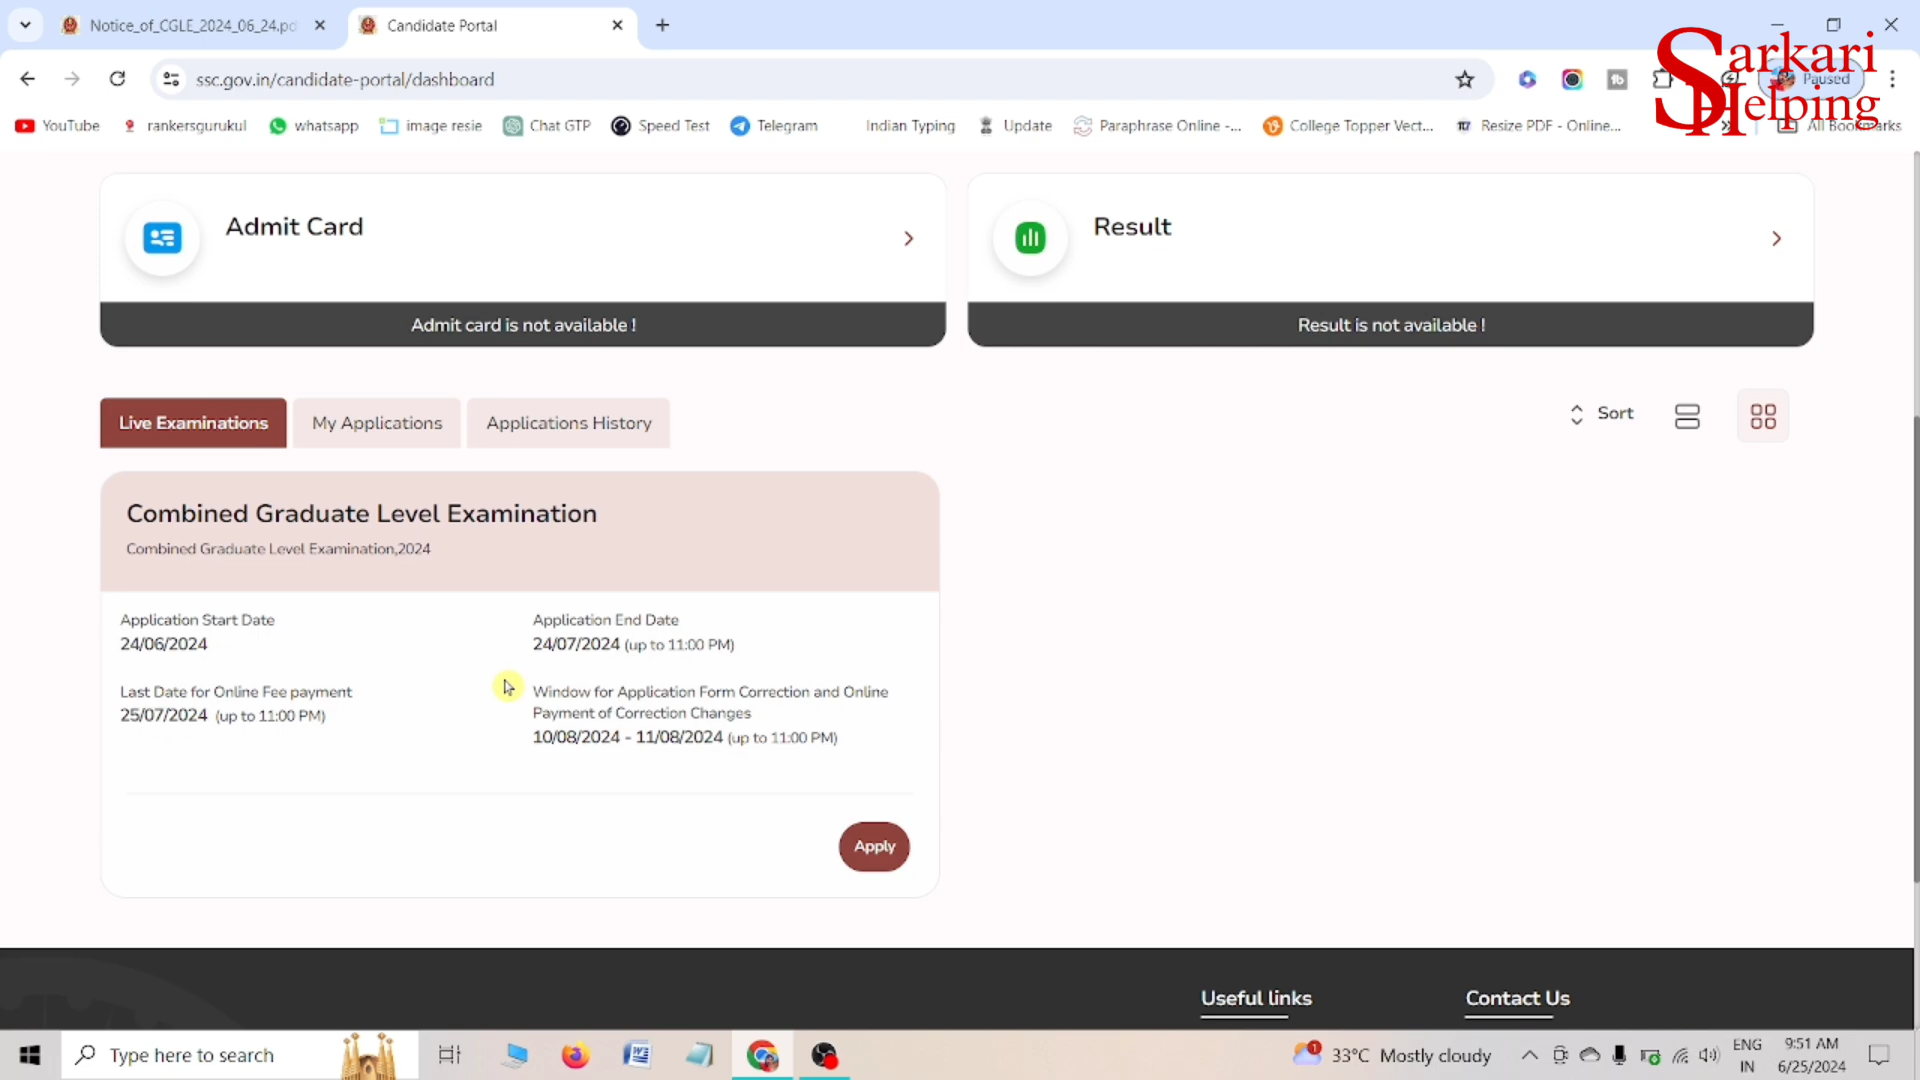 Notice_of_CGLE_2024_06_24.pd
Candidate Portal
Sarkari
Helping
ssc.gov.in/candidate-portal/dashboard
Paused
YouTube
rankersgurukul
whatsapp
image resie
Chat GTP
Speed Test
Telegram
Indian Typing
Update
Paraphrase Online -...
College Topper Vect...
Resize PDF - Online...
All Bookmarks
Admit Card
Result
Admit card is not available !
Result is not available !
Live Examinations
My Applications
Applications History
Sort
Combined Graduate Level Examination
Combined Graduate Level Examination,2024
Application Start Date
24/06/2024
Application End Date
24/07/2024 (up to 11:00 PM)
Last Date for Online Fee payment
25/07/2024 (up to 11:00 PM)
Window for Application Form Correction and Online
Payment of Correction Changes
10/08/2024 - 11/08/2024 (up to 11:00 PM)
Apply
Useful links
Contact Us
Type here to search
1
33°C Mostly cloudy
ENG
IN
9:51 AM
6/25/2024